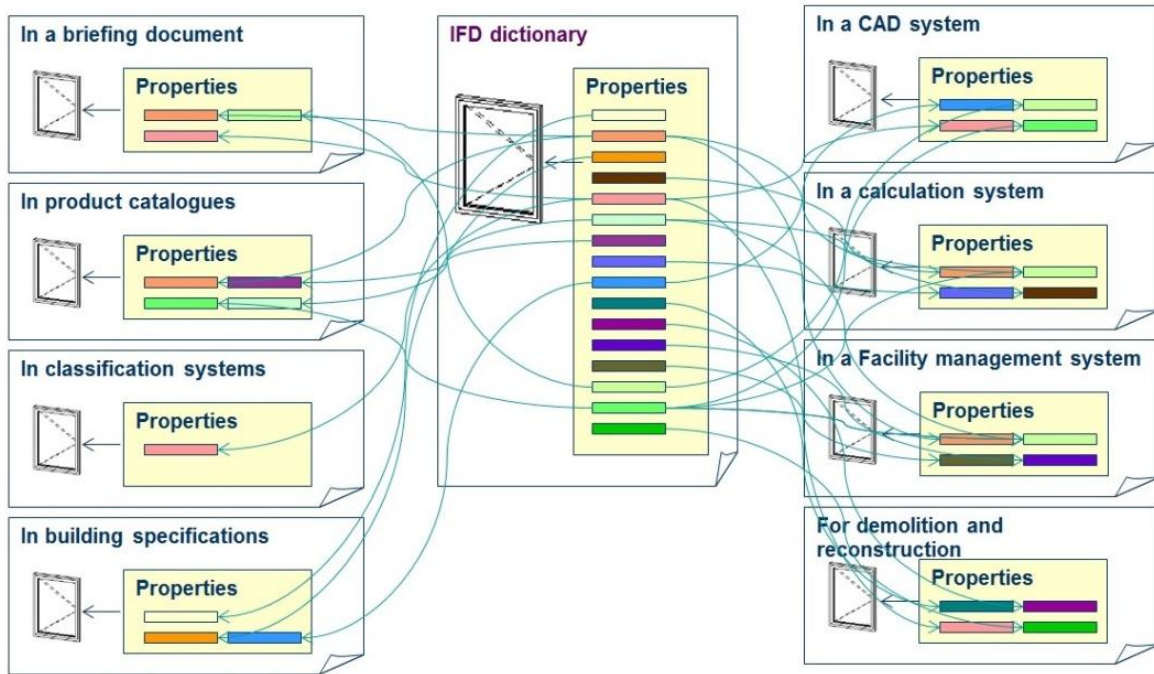 In a briefing document
Properties
In product catalogues
Properties
In classification systems
Properties
In building specifications
Properties
IFD dictionary
Properties
In a CAD system
Properties
In a calculation system
Properties
In a Facility management system
Properties
For demolition and
reconstruction
Properties